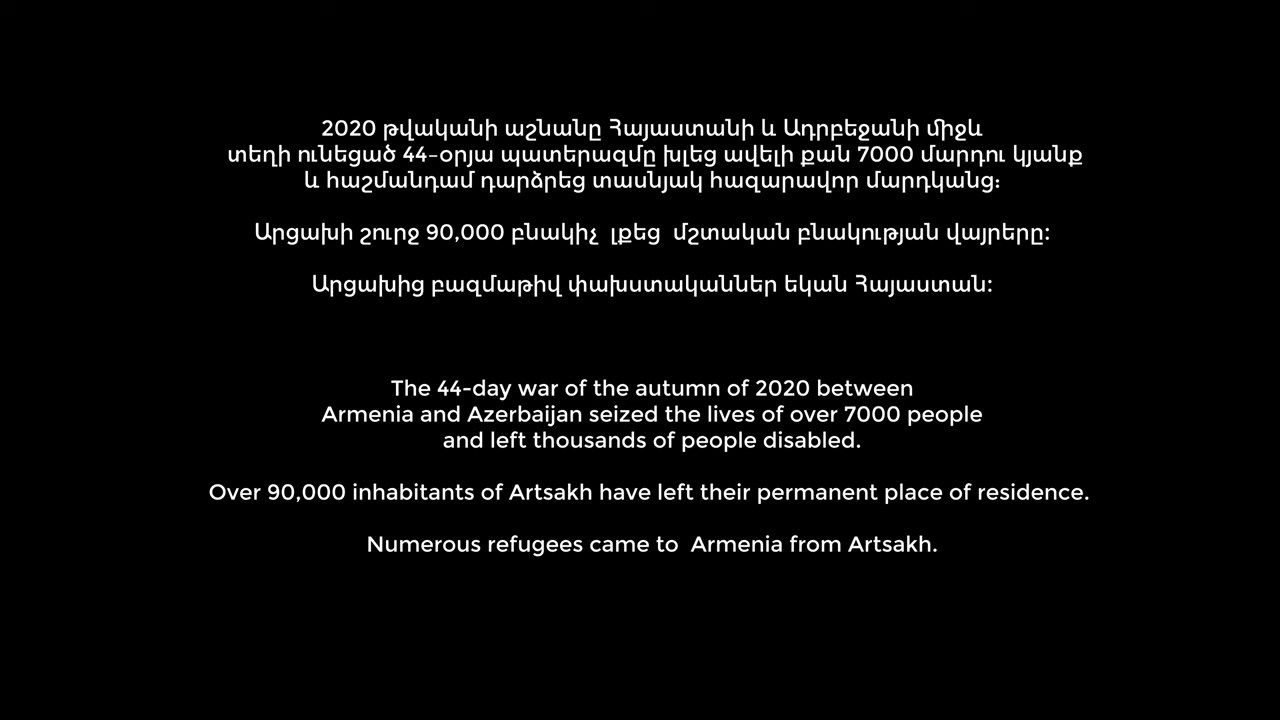 2020 թվականի աշնանը Հայաստանի և Ադրբեջանի միջև
տեղի ունեցած 44-օրյա պատերազմը խլեց ավելի քան 7000 մարդու կյանք
և հաշմանդամ դարձրեց տասնյակ հազարավոր մարդկանց։
Արցախի շուրջ 90,000 բնակիչ լքեց մշտական բնակության վայրերը:
Արցախից բազմաթիվ փախստականներ եկան Հայաստան:
The 44-day war of the autumn of 2020 between
Armenia and Azerbaijan seized the lives of over 7000 people
and left thousands of people disabled.
Over 90,000 inhabitants of Artsakh have left their permanent place of residence.
Numerous refugees came to Armenia from Artsakh.